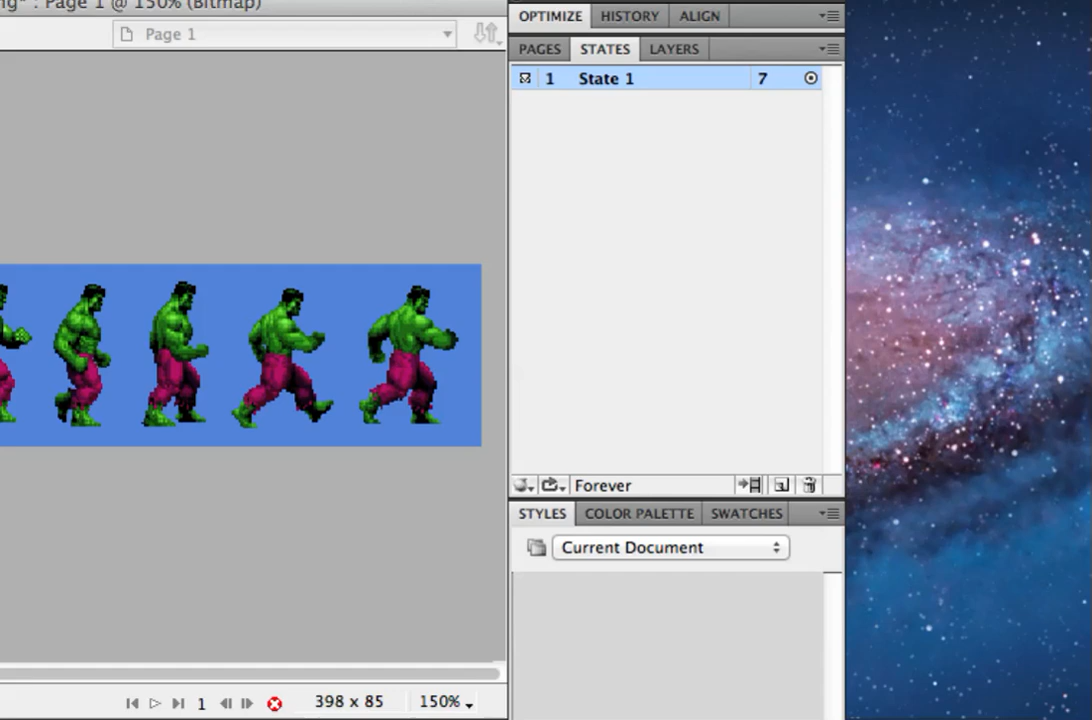 ng* : Page 1 @ 150% (Bitmap)
Page 1
OPTIMIZE HISTORY ALIGN
PAGES STATES LAYERS
1 State 1 7
Forever
STYLES COLOR PALETTE SWATCHES
Current Document
1 398 x 85 150%